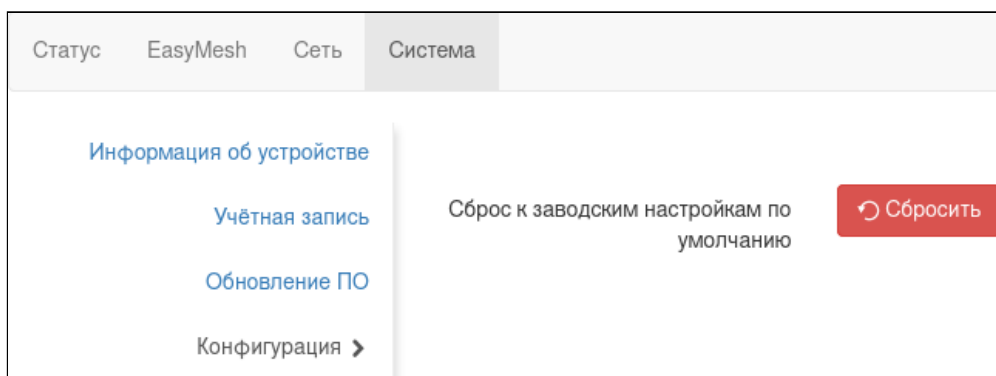 Статус EasyMesh Сеть Система
Информация об устройстве
Учётная запись
Обновление ПО
Конфигурация
Сброс к заводским настройкам по
умолчанию
Сбросить